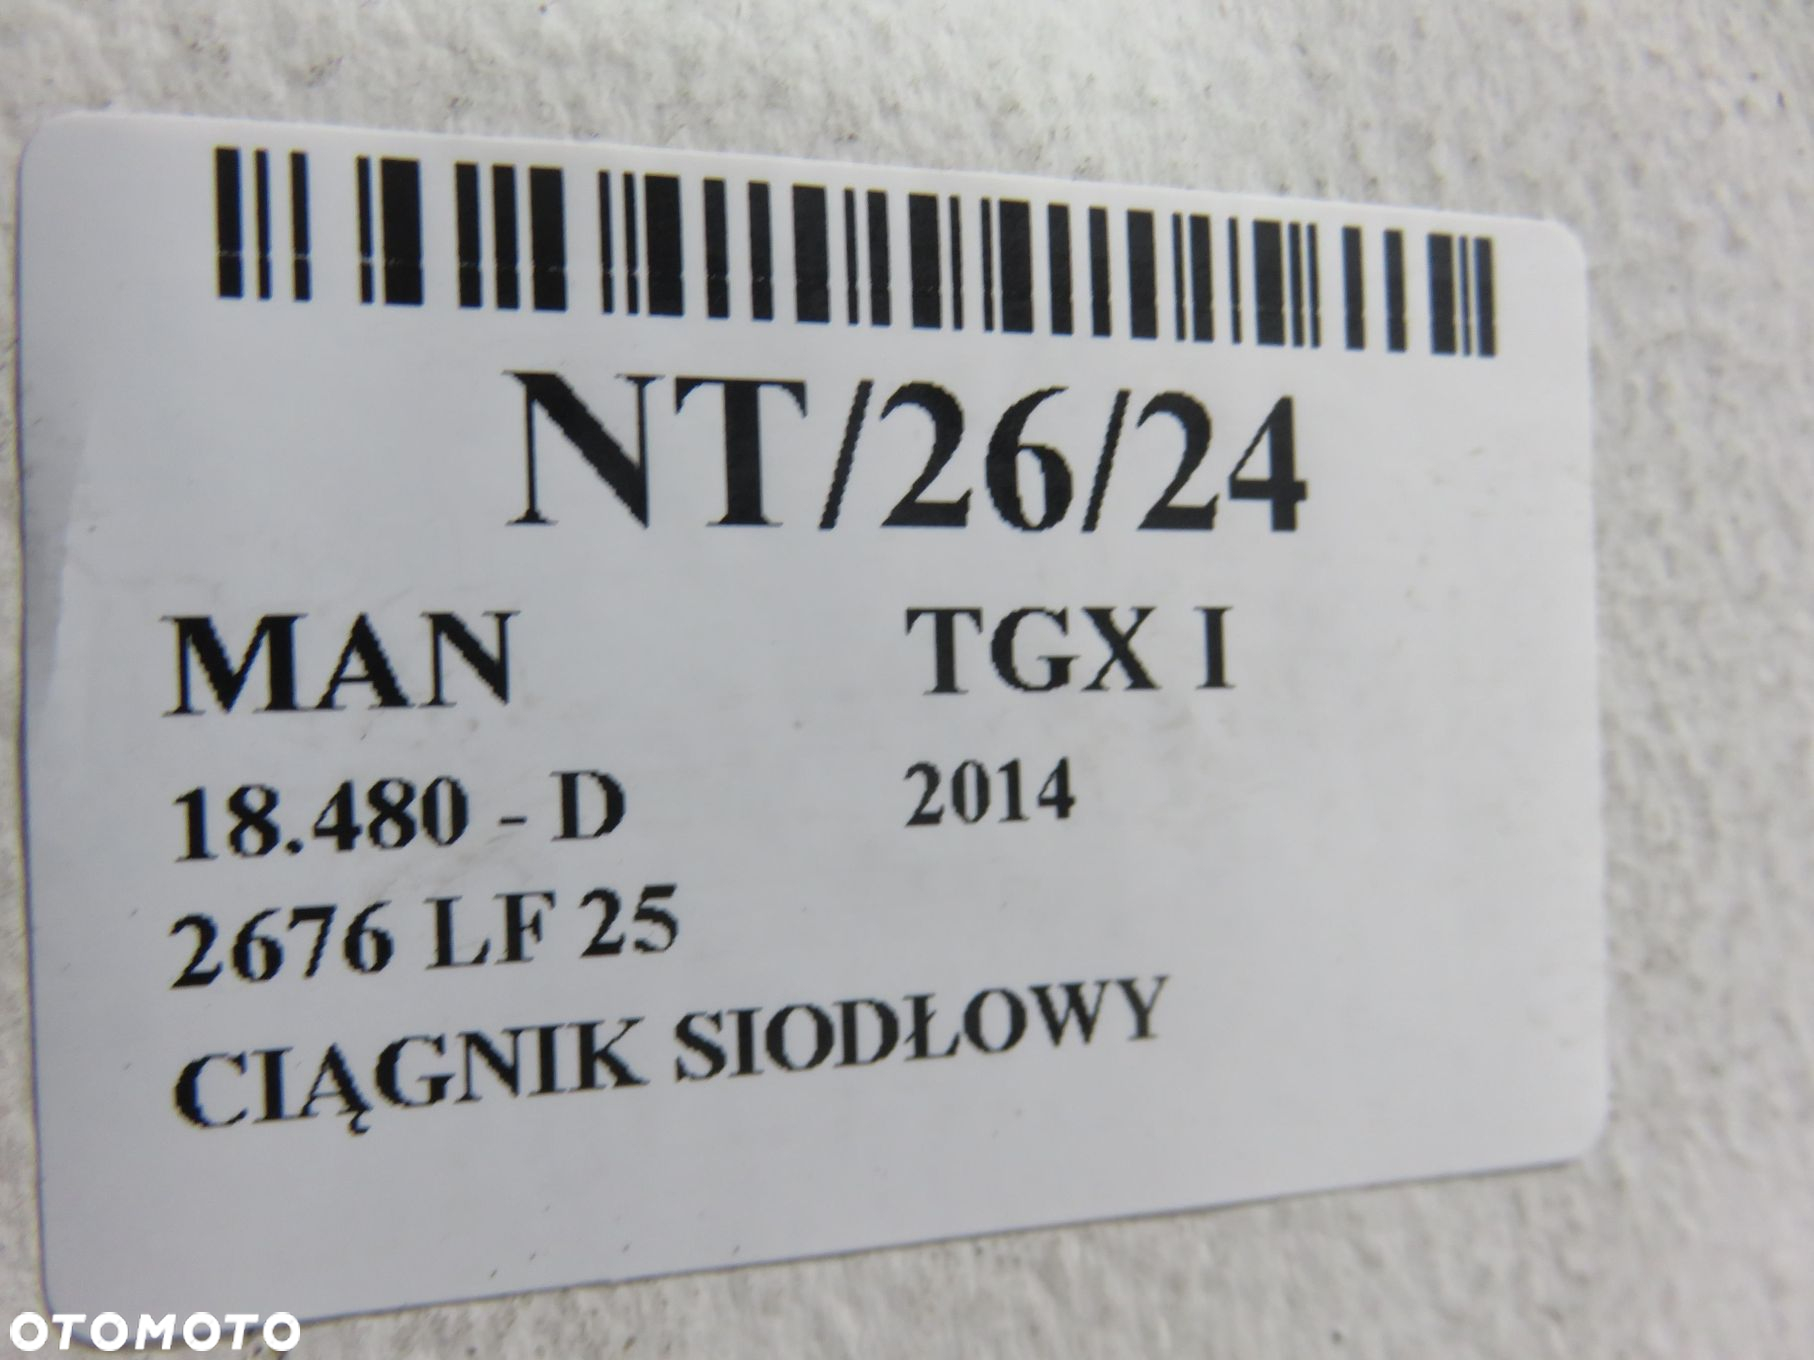 NT/26/24
MAN TGX I
18.480 - D 2014
2676 LF 25
CIĄGNIK SIODŁOWY
OTOMOTO